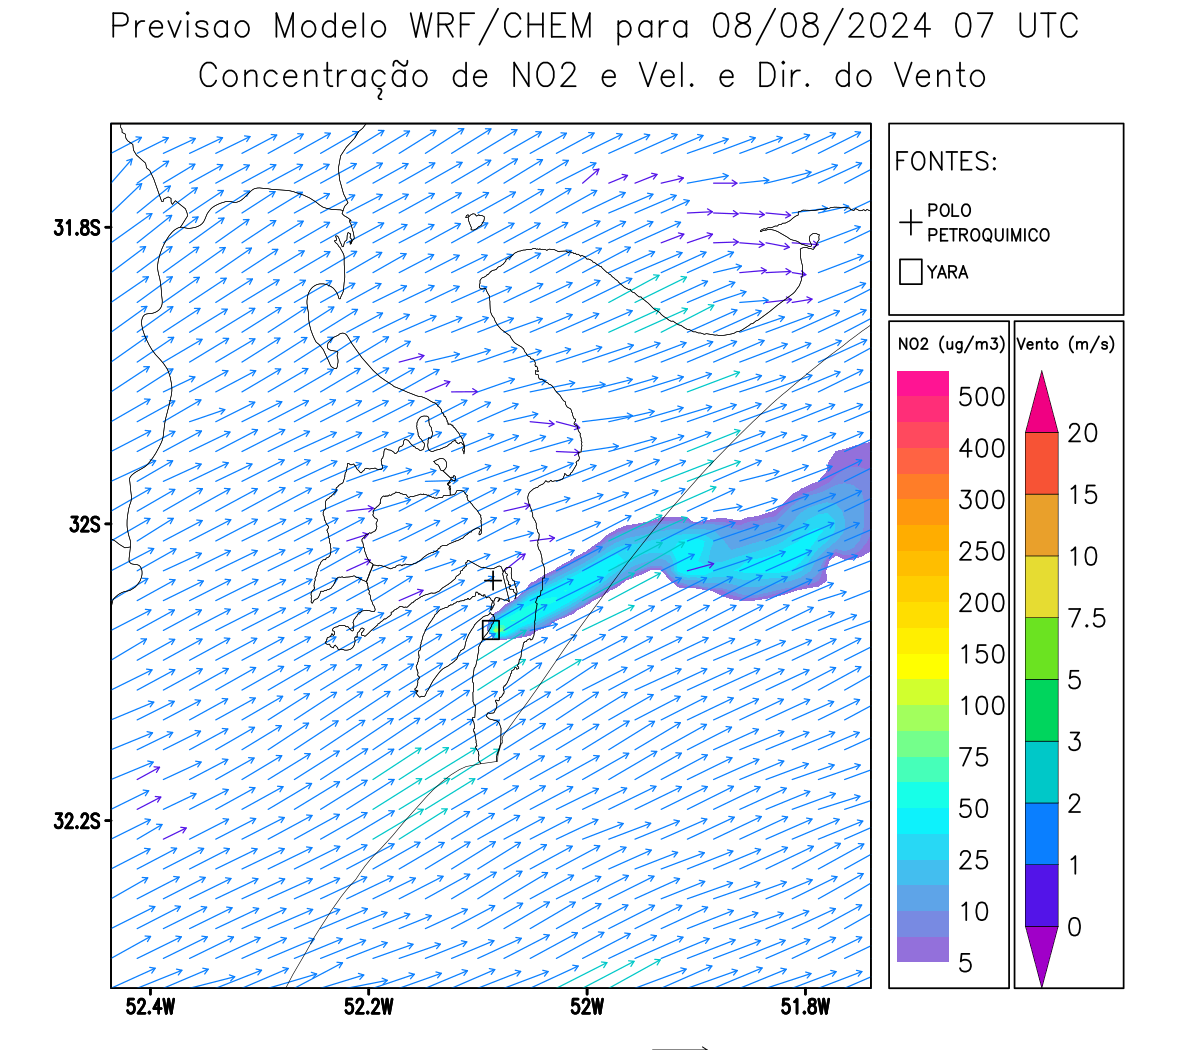 Previsao Modelo WRF/CHEM para 08/08/2024 07 UTC
Concentração de NO2 e Vel. e Dir. do Vento
FONTES:
POLO
PETROQUIMICO
YARA
31.8S
32S
32.2S
52.4W
52.2W
52W
51.8W
NO2 (ug/m3)
500
400
300
250
200
150
100
75
50
25
10
5
Vento (m/s)
20
15
10
7.5
5
3
2
1
0